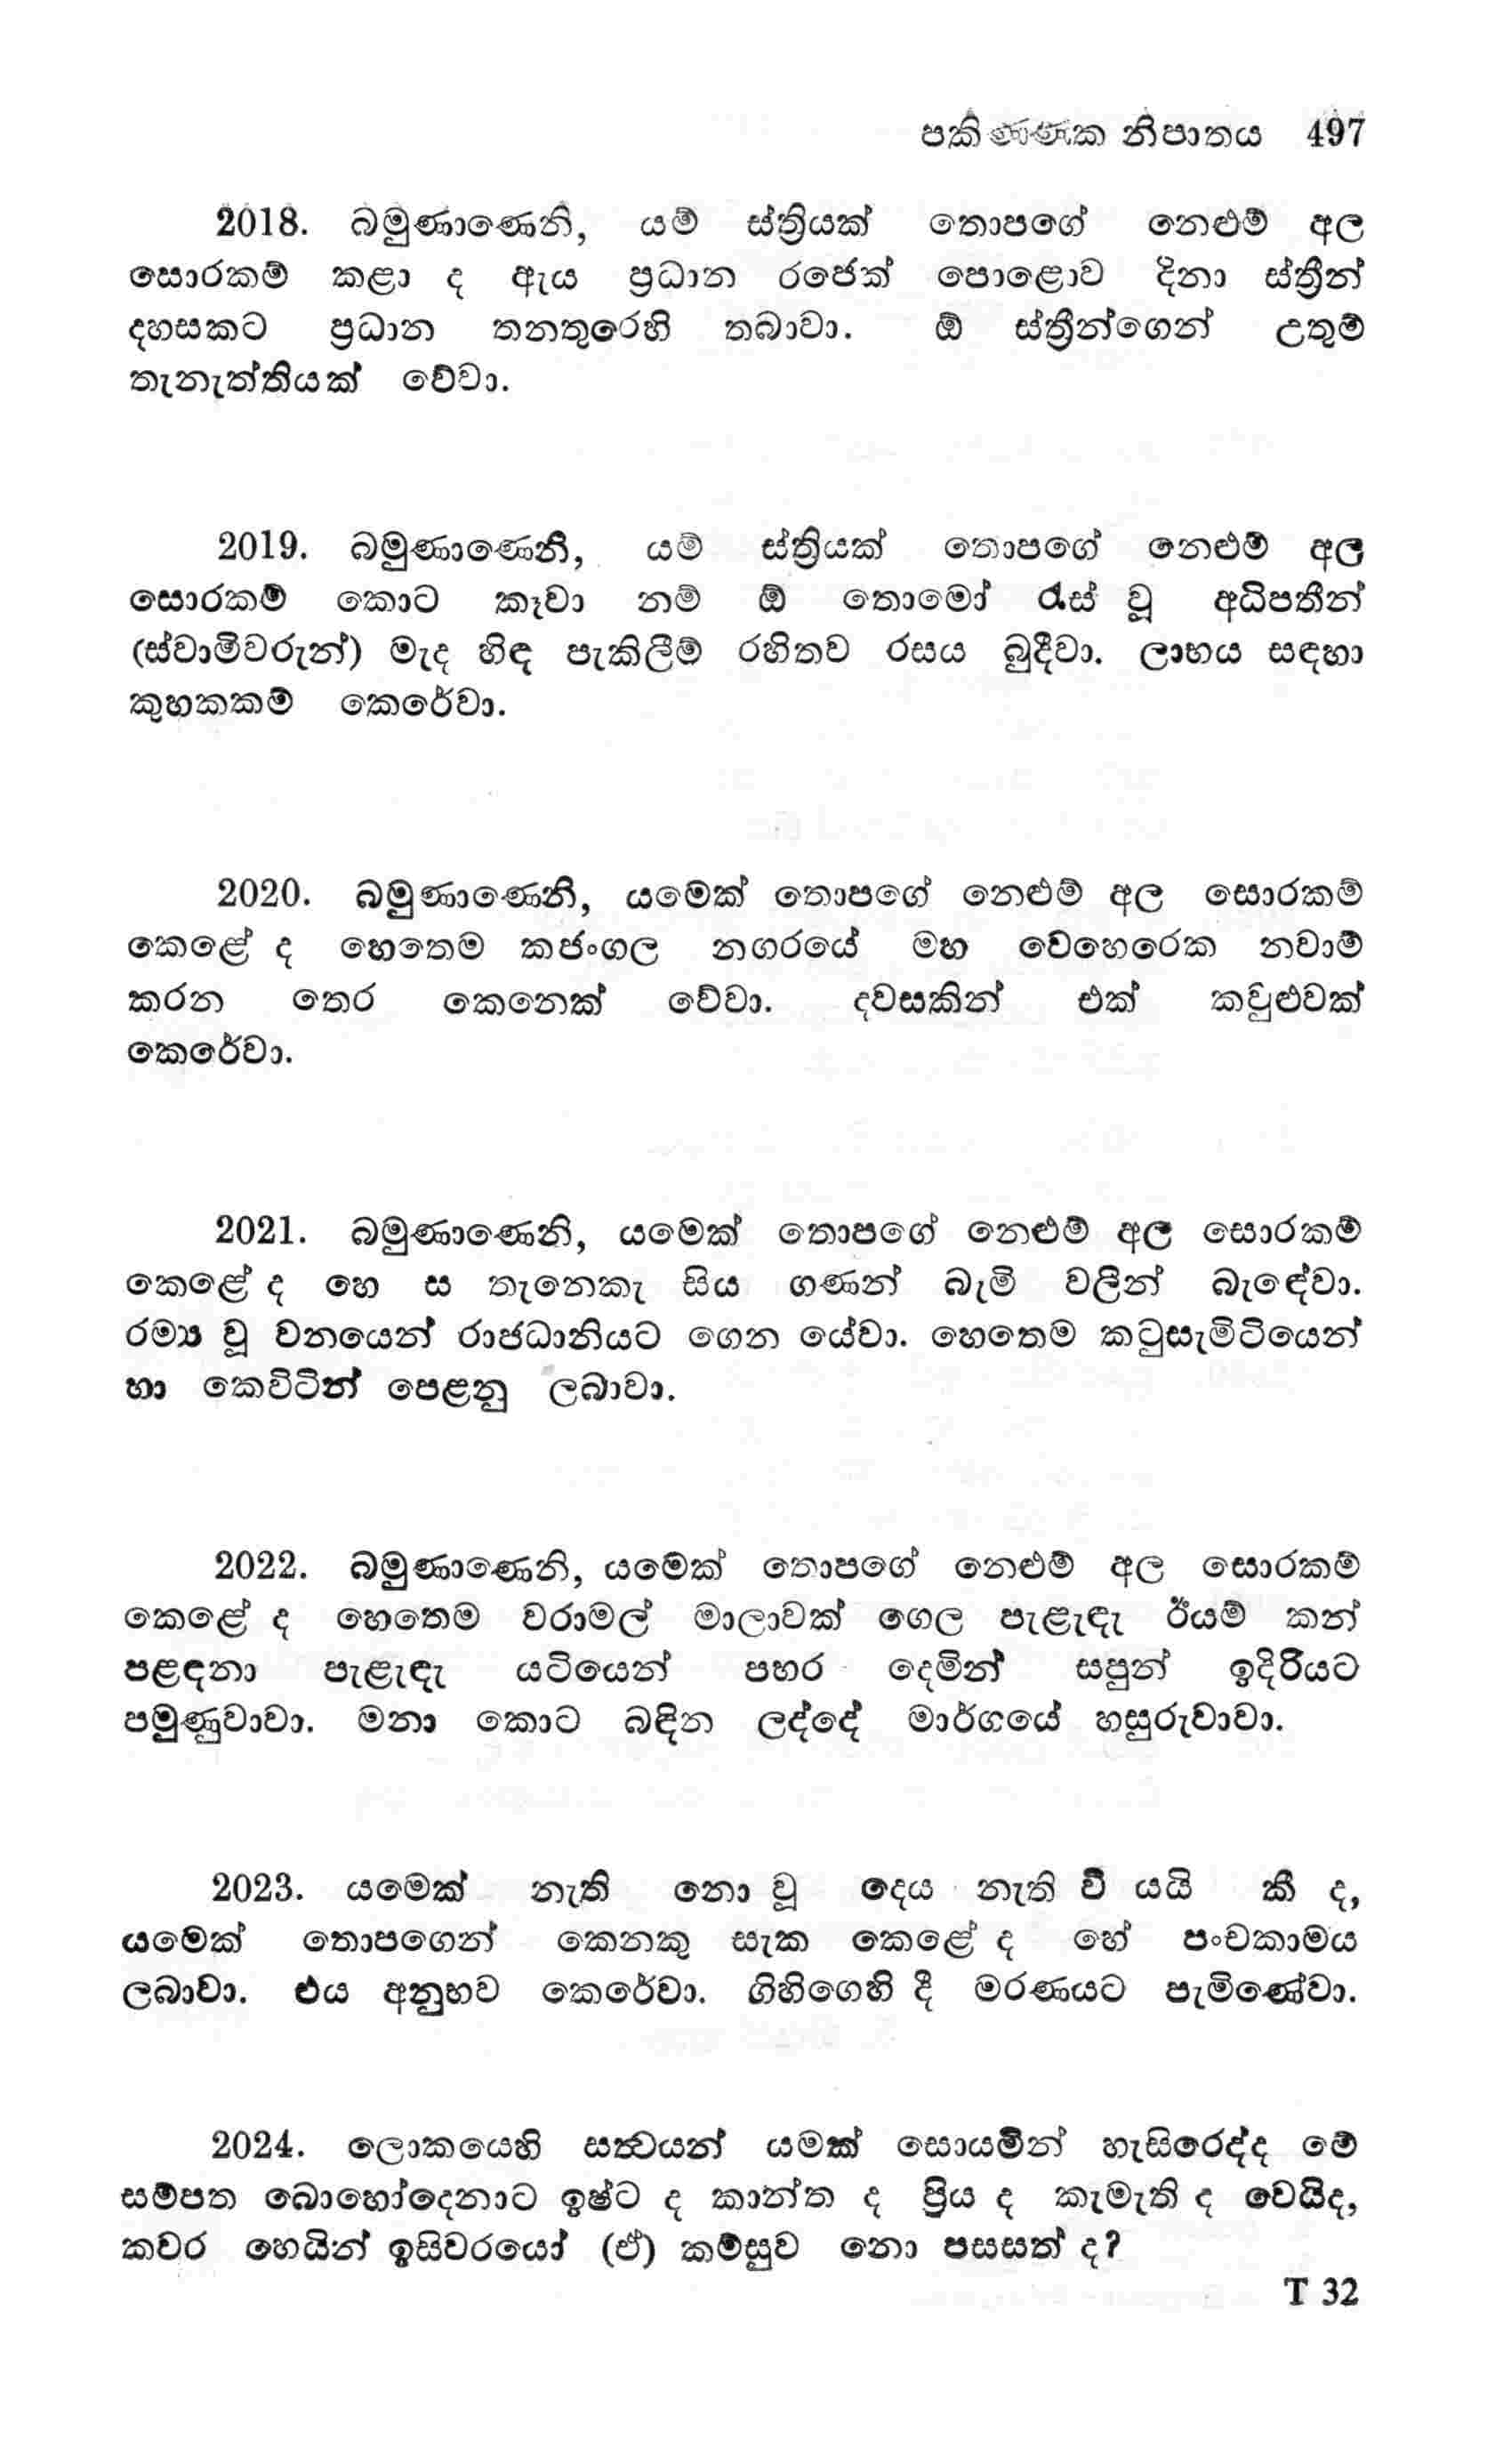 පකිණ්ණක නිපාතය 497
2018. බමුණාණෙනි, යම් ස්ත්‍රියක් තොපගේ නෙළුම් අල
සොරකම් කළා ද ඇය ප්‍රධාන රජෙක් පොළොව දිනා ස්ත්‍රීන්
දහසකට ප්‍රධාන තනතුරෙහි තබාවා. ඕ ස්ත්‍රීන්ගෙන් උතුම්
තැනැත්තියක් වේවා.
2019. බමුණාණෙනි, යම් ස්ත්‍රියක් තොපගේ නෙළුම් අල
සොරකම් කොට කෑවා නම් ඕ තොමෝ රැස් වූ අධිපතීන්
(ස්වාමිවරුන්) මැද හිඳ පැකිලීම් රහිතව රසය බුදීවා. ලාභය සඳහා
කුහකකම් කෙරේවා.
2020. බමුණාණෙනි, යමෙක් තොපගේ නෙළුම් අල සොරකම්
කෙළේ ද හෙතෙම කජංගල නගරයේ මහ වෙහෙරෙක නවාම්
කරන තෙර කෙනෙක් වේවා. දවසකින් එක් කවුළුවක්
කෙරේවා.
2021. බමුණාණෙනි, යමෙක් තොපගේ නෙළුම් අල සොරකම්
කෙළේ ද හෙ ස තැනෙකැ සිය ගණන් බැමි වලින් බැඳේවා.
රම්‍ය වූ වනයෙන් රාජධානියට ගෙන යේවා. හෙතෙම කටුසැමිටියෙන්
හා කෙවිටින් පෙළනු ලබාවා.
2022. බමුණාණෙනි, යමෙක් තොපගේ නෙළුම් අල සොරකම්
කෙළේ ද හෙතෙම වරාමල් මාලාවක් ගෙල පැළැඳැ ඊයම් කන්
පළඳනා පැළැඳැ යටියෙන් පහර දෙමින් සපුන් ඉදිරියට
පමුණුවාවා. මනා කොට බඳින ලද්දේ මාර්ගයේ හසුරුවාවා.
2023. යමෙක් නැති නො වූ දෙය නැති වී යයි කී ද,
යමෙක් තොපගෙන් කෙනකු සැක කෙළේ ද හේ පංචකාමය
ලබාවා. එය අනුභව කෙරේවා. ගිහිගෙහි දී මරණයට පැමිණේවා.
2024. ලොකයෙහි සත්‍වයන් යමක් සොයමින් හැසිරෙද්ද මේ
සම්පත බොහෝදෙනාට ඉෂ්ට ද කාන්ත ද ප්‍රිය ද කැමැති ද වෙයිද,
කවර හෙයින් ඉසිවරයෝ (ඒ) කම්සුව නො පසසත් ද?
T 32